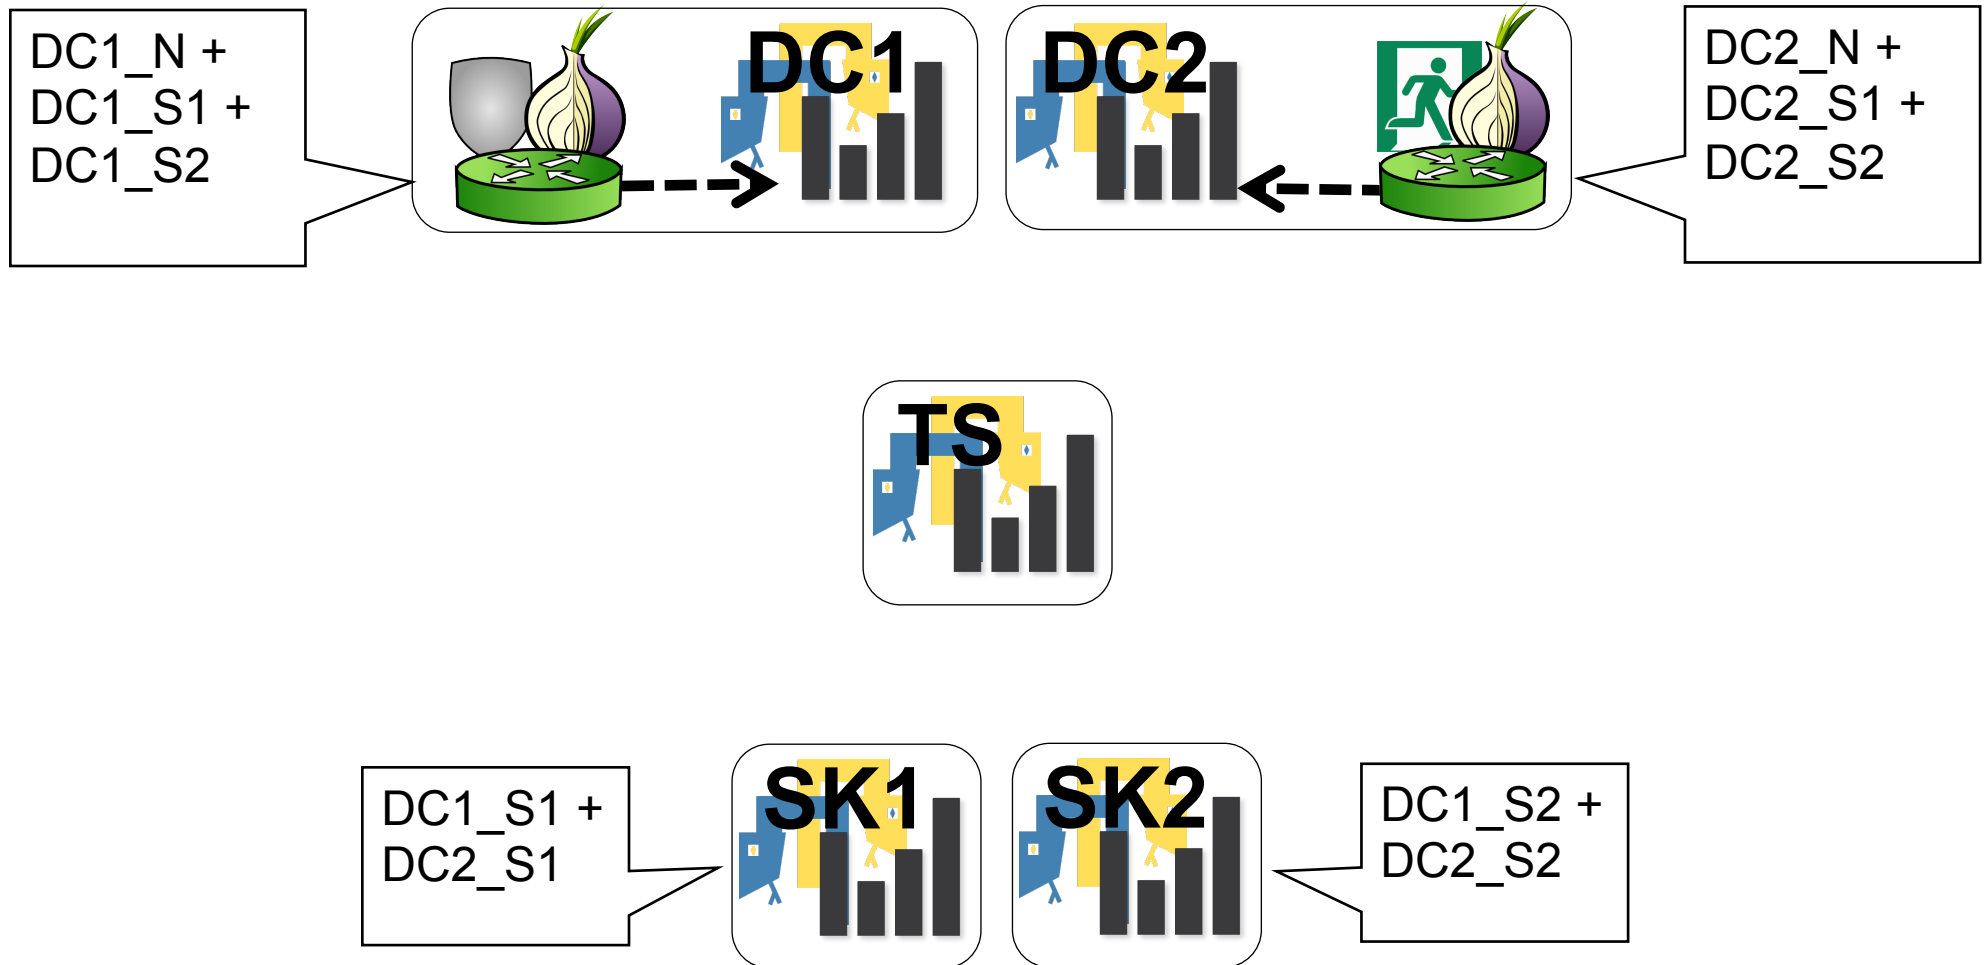 DC1_N +
DC1_S1 +
DC1_S2
DC1
DC2
DC2_N +
DC2_S1 +
DC2_S2
TS
DC1_S1 +
DC2_S1
SK1
SK2
DC1_S2 +
DC2_S2